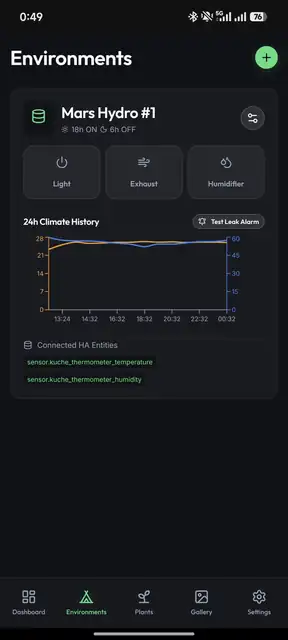 0:49
5G
76
Environments
Mars Hydro #1
18h ON 6h OFF
Light
Exhaust
Humidifier
24h Climate History
Test Leak Alarm
28
21
14
7
0
60
45
30
15
0
13:24
14:32
16:32
18:32
20:32
22:32
00:32
Connected HA Entities
sensor.kuche_thermometer_temperature
sensor.kuche_thermometer_humidity
Dashboard
Environments
Plants
Gallery
Settings